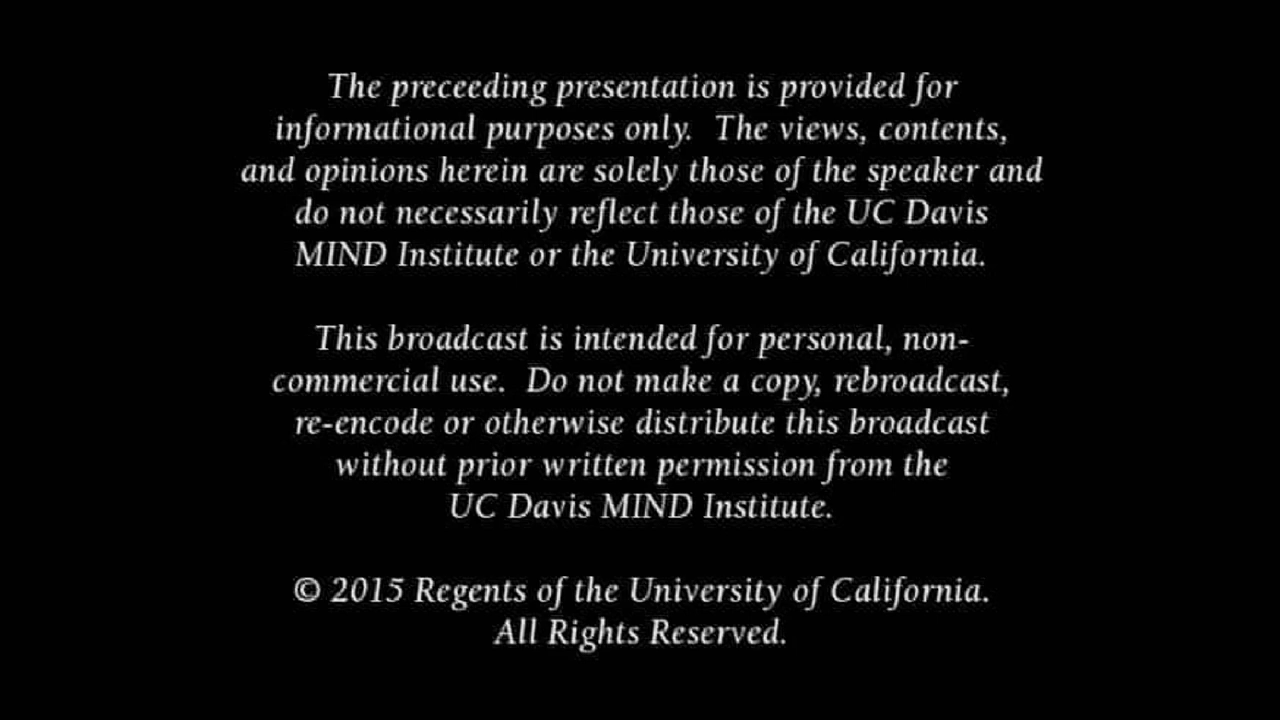 The preceeding presentation is provided for
informational purposes only.  The views, contents,
and opinions herein are solely those of the speaker and
do not necessarily reflect those of the UC Davis
MIND Institute or the University of California.
This broadcast is intended for personal, non-
commercial use.  Do not make a copy, rebroadcast,
re-encode or otherwise distribute this broadcast
without prior written permission from the
UC Davis MIND Institute.
© 2015 Regents of the University of California.
All Rights Reserved.